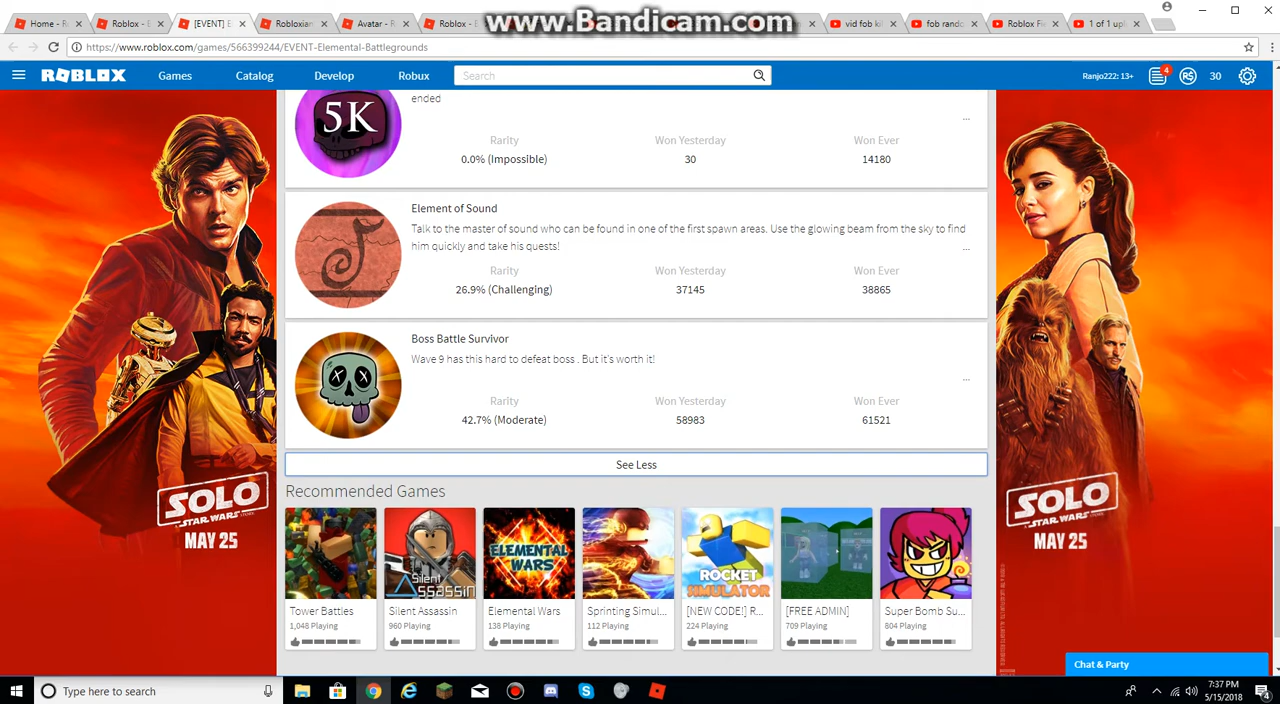 www.Bandicam.com
Home - R
Roblox - E
[EVENT] E
Robloxian
Avatar - R
Roblox - E
vid fob ki
fob rando
Roblox Fi
1 of 1 upl
https://www.roblox.com/games/566399244/EVENT-Elemental-Battlegrounds
ROBLOX
Games
Catalog
Develop
Robux
Search
Ranjo222: 13+
4
R$
30
5K
ended
...
Rarity
Won Yesterday
Won Ever
0.0% (Impossible)
30
14180
Element of Sound
Talk to the master of sound who can be found in one of the first spawn areas. Use the glowing beam from the sky to find
him quickly and take his quests!
...
Rarity
Won Yesterday
Won Ever
26.9% (Challenging)
37145
38865
Boss Battle Survivor
Wave 9 has this hard to defeat boss . But it's worth it!
...
Rarity
Won Yesterday
Won Ever
42.7% (Moderate)
58983
61521
See Less
SOLO
A STAR WARS STORY
MAY 25
SOLO
A STAR WARS STORY
MAY 25
Recommended Games
ELEMENTAL
WARS
Silent
Assassin
ROCKET
SIMULATOR
Tower Battles
Silent Assassin
Elemental Wars
Sprinting Simul...
[NEW CODE!] R...
[FREE ADMIN]
Super Bomb Su...
960 Playing
138 Playing
112 Playing
224 Playing
709 Playing
804 Playing
Chat & Party
Type here to search
7:37 PM
5/15/2018
4